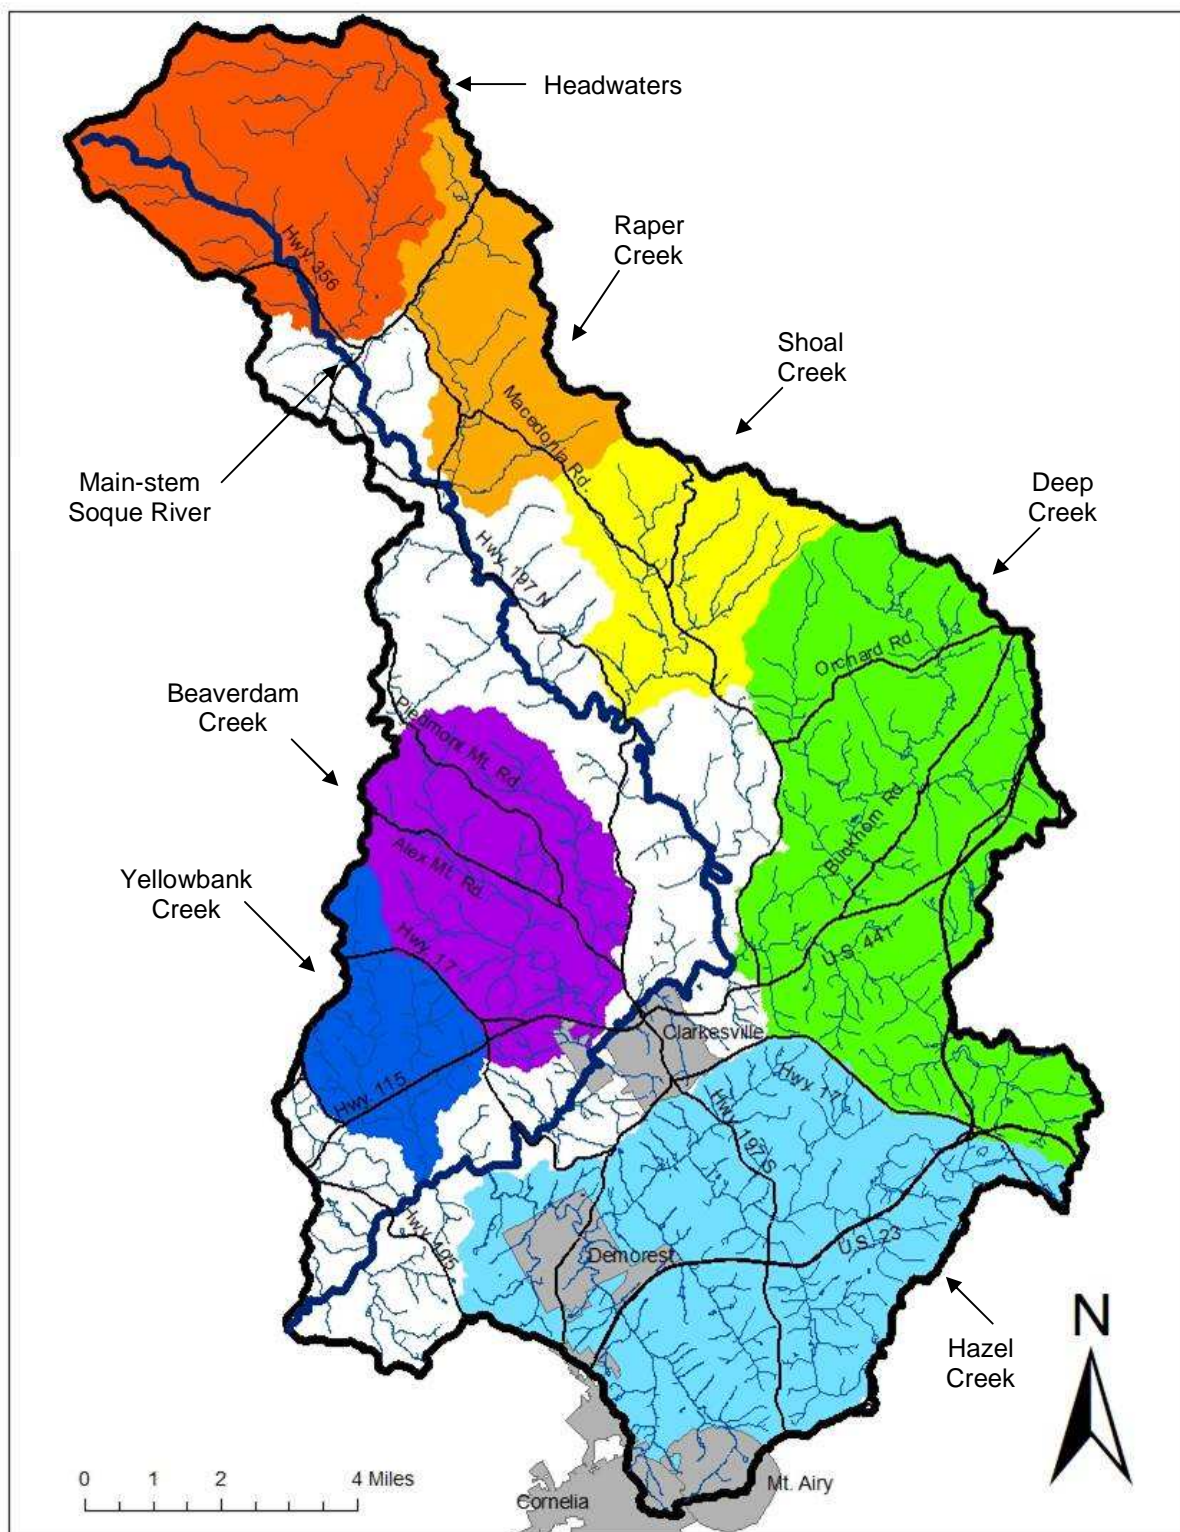 Headwaters
Raper
Creek
Hwy. 356
Shoal
Creek
Macedonia Rd.
Main-stem
Soque River
Deep
Creek
Hwy. 197 N
Orchard Rd.
Beaverdam
Creek
Piedmont Mt. Rd.
Buckhorn Rd.
Alex Mt. Rd.
Yellowbank
Creek
Hwy. 17
U.S. 441
Clarkesville
Hwy. 115
Hwy. 17
Hwy. 197 S
Hwy 105
Demorest
U.S. 23
N
Hazel
Creek
0 1 2 4 Miles
Mt. Airy
Cornelia